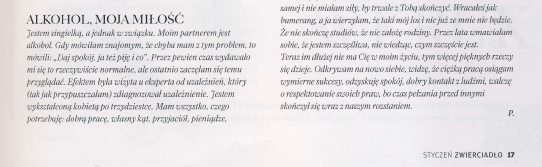 ALKOHOL, MOJA MIŁOŚĆ
Jestem singielką, a jednak w związku. Moim partnerem jest
alkohol. Gdy mówiłam znajomym, że chyba mam z tym problem, to
mówili: „Daj spokój, ja też piję i co". Przez pewien czas wydawało
mi się to rzeczywiście normalne, ale ostatnio zaczęłam się temu
przyglądać. Efektem była wizyta u eksperta od uzależnień, który
(tak jak przypuszczałam) zdiagnozował uzależnienie. Jestem
wykształconą kobietą po trzydziestce. Mam wszystko, czego
potrzebuję: dobrą pracę, własny kąt, przyjaciół, pieniądze,
samej i nie miałam siły, by trwale z Tobą skończyć. Wracałeś jak
bumerang, a ja wierzyłam, że taki mój los i nic już ze mnie nie będzie.
Że nie skończę studiów, że nie założę rodziny. Przez lata wmawiałam
sobie, że jestem szczęśliwa, nie wiedząc, czym szczęście jest.
Teraz im dłużej nie ma Cię w moim życiu, tym więcej pięknych rzeczy
się dzieje. Odkrywam na nowo siebie, widzę, że ciężką pracą osiągam
wymierne sukcesy, odzyskuję spokój, dobry kontakt z ludźmi, walczę
o respektowanie swoich praw, bo czas pełzania przed innymi
skończył się wraz z naszym rozstaniem.
P.
STYCZEŃ ZWIERCIADŁO 17